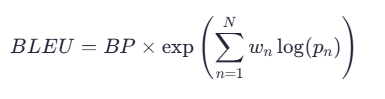 BLEU = BP × exp ( ∑_{n=1}^{N} w_n log(p_n) )